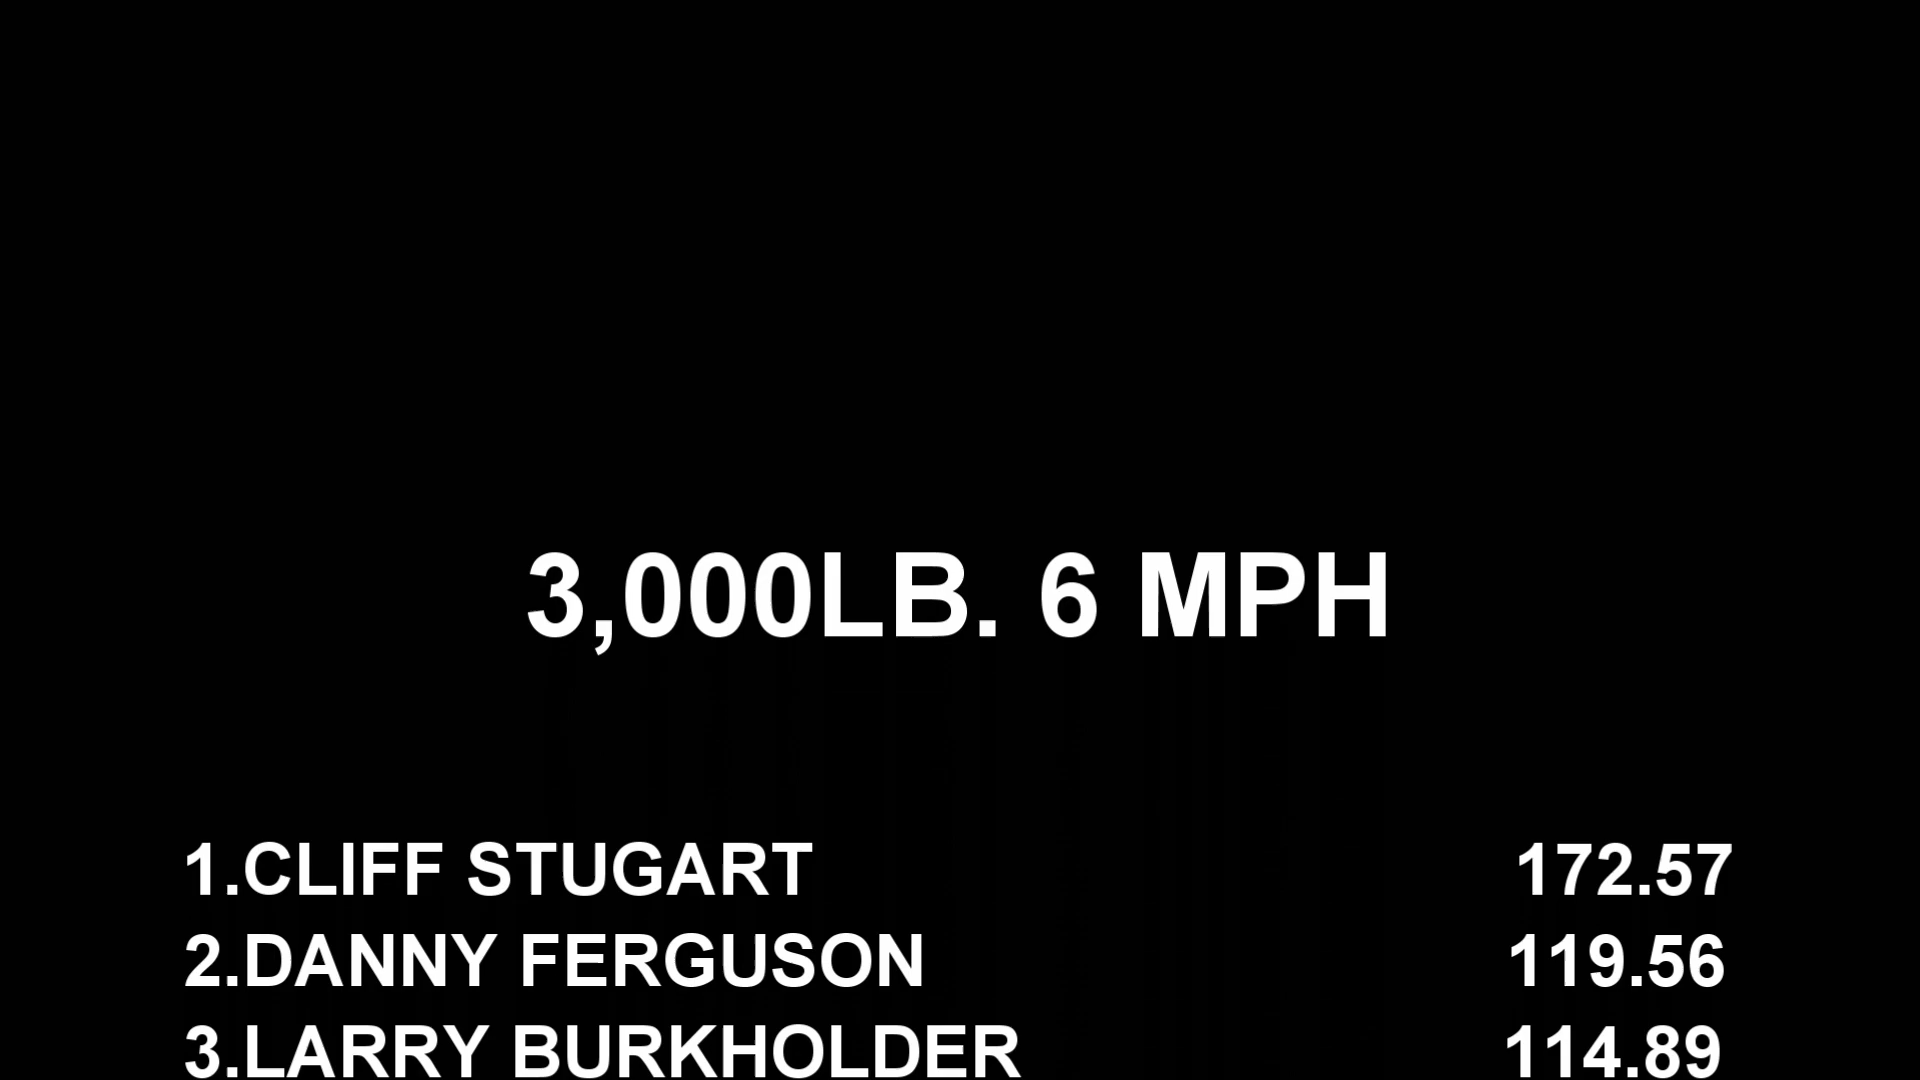 3,000LB. 6 MPH
1.CLIFF STUGART 172.57
2.DANNY FERGUSON 119.56
3.LARRY BURKHOLDER 114.89